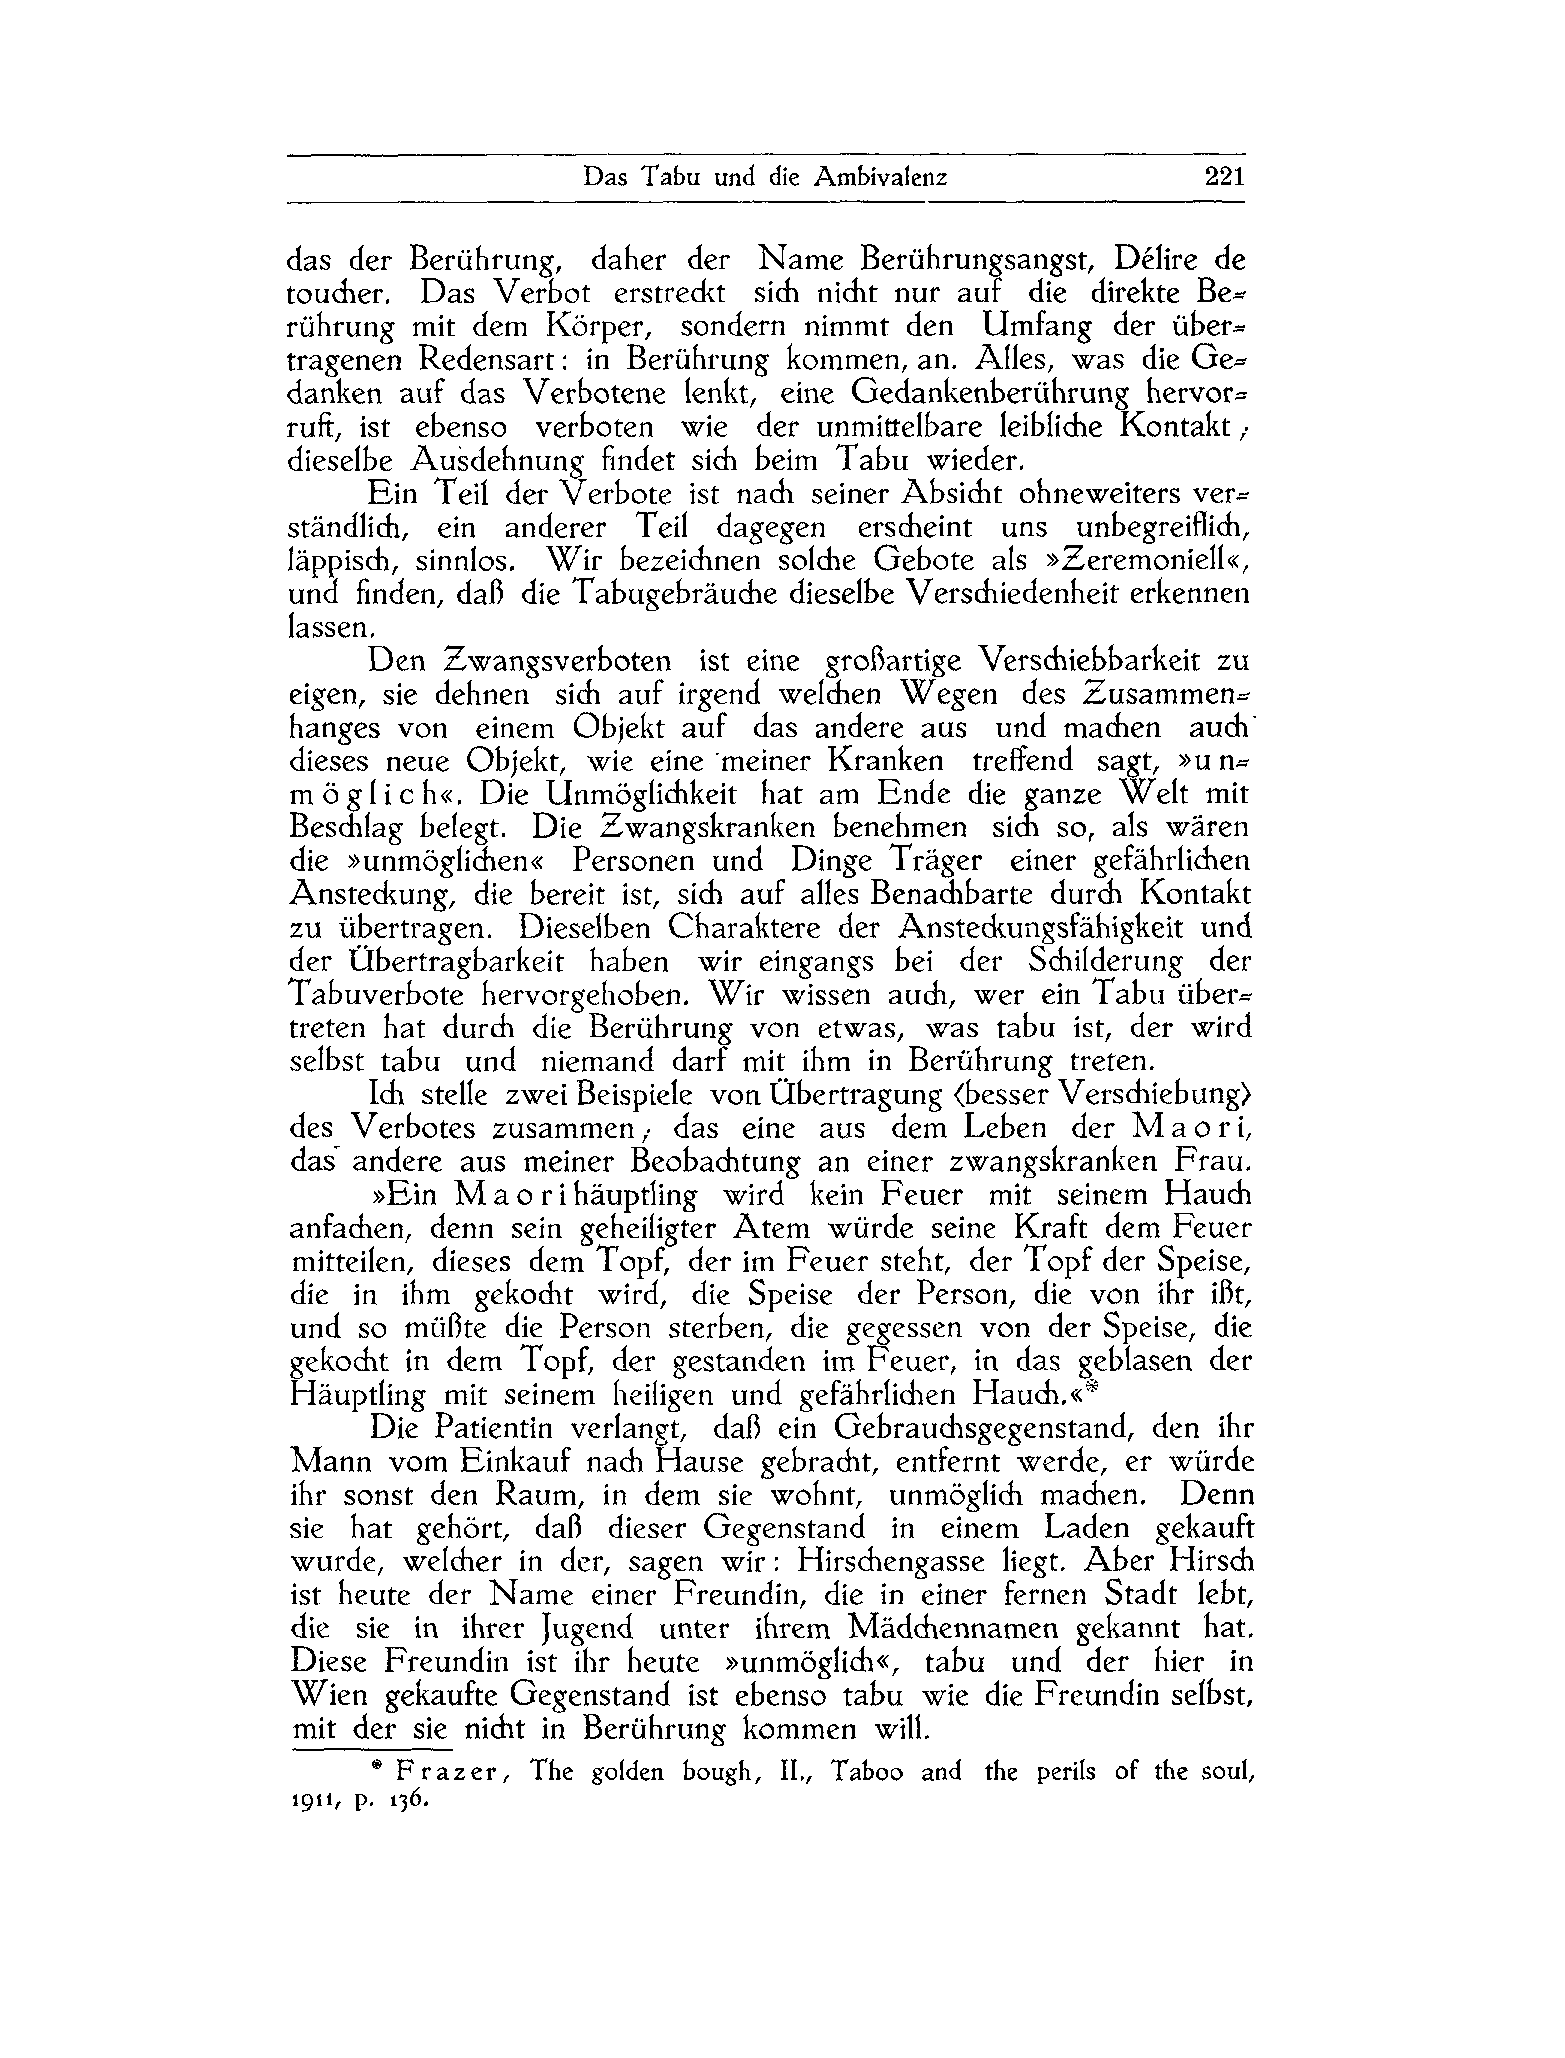 Das Tabu und die Ambivalenz 221
das der Berührung, daher der Name Berührungsangst, Délire de
toucher. Das Verbot erstreckt sich nicht nur auf die direkte Be-
rührung mit dem Körper, sondern nimmt den Umfang der über-
tragenen Redensart: in Berührung kommen, an. Alles, was die Ge-
danken auf das Verbotene lenkt, eine Gedankenberührung hervor-
ruft, ist ebenso verboten wie der unmittelbare leibliche Kontakt;
dieselbe Ausdehnung findet sich beim Tabu wieder.
Ein Teil der Verbote ist nach seiner Absicht ohneweiters ver-
ständlich, ein anderer Teil dagegen erscheint uns unbegreiflich,
läppisch, sinnlos. Wir bezeichnen solche Gebote als »Zeremoniell«,
und finden, daß die Tabugebräuche dieselbe Verschiedenheit erkennen
lassen.
Den Zwangsverboten ist eine großartige Verschiebbarkeit zu
eigen, sie dehnen sich auf irgend welchen Wegen des Zusammen-
hanges von einem Objekt auf das andere aus und machen auch
dieses neue Objekt, wie eine meiner Kranken treffend sagt, »un-
möglich«. Die Unmöglichkeit hat am Ende die ganze Welt mit
Beschlag belegt. Die Zwangskranken benehmen sich so, als wären
die »unmöglichen« Personen und Dinge Träger einer gefährlichen
Ansteckung, die bereit ist, sich auf alles Benachbarte durch Kontakt
zu übertragen. Dieselben Charaktere der Ansteckungsfähigkeit und
der Übertragbarkeit haben wir eingangs bei der Schilderung der
Tabuverbote hervorgehoben. Wir wissen auch, wer ein Tabu über-
treten hat durch die Berührung von etwas, was tabu ist, der wird
selbst tabu und niemand darf mit ihm in Berührung treten.
Ich stelle zwei Beispiele von Übertragung (besser Verschiebung)
des Verbotes zusammen; das eine aus dem Leben der Maori,
das andere aus meiner Beobachtung an einer zwangskranken Frau.
»Ein Maorihäuptling wird kein Feuer mit seinem Hauch
anfachen, denn sein geheiligter Atem würde seine Kraft dem Feuer
mitteilen, dieses dem Topf, der im Feuer steht, der Topf der Speise,
die in ihm gekocht wird, die Speise der Person, die von ihr ißt,
und so müßte die Person sterben, die gegessen von der Speise, die
gekocht in dem Topf, der gestanden im Feuer, in das geblasen der
Häuptling mit seinem heiligen und gefährlichen Hauch.«*
Die Patientin verlangt, daß ein Gebrauchsgegenstand, den ihr
Mann vom Einkauf nach Hause gebracht, entfernt werde, er würde
ihr sonst den Raum, in dem sie wohnt, unmöglich machen. Denn
sie hat gehört, daß dieser Gegenstand in einem Laden gekauft
wurde, welcher in der, sagen wir: Hirschengasse liegt. Aber Hirsch
ist heute der Name einer Freundin, die in einer fernen Stadt lebt,
die sie in ihrer Jugend unter ihrem Mädchennamen gekannt hat.
Diese Freundin ist ihr heute »unmöglich«, tabu und der hier in
Wien gekaufte Gegenstand ist ebenso tabu wie die Freundin selbst,
mit der sie nicht in Berührung kommen will.
* Frazer, The golden bough, II., Taboo and the perils of the soul,
1911, p. 136.